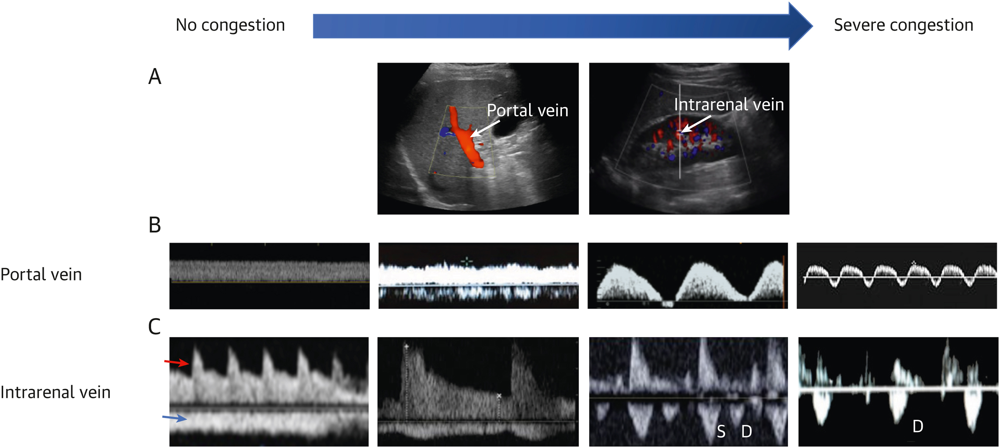 No congestion
Severe congestion
A
Portal vein
Intrarenal vein
B
Portal vein
C
Intrarenal vein
S D
D